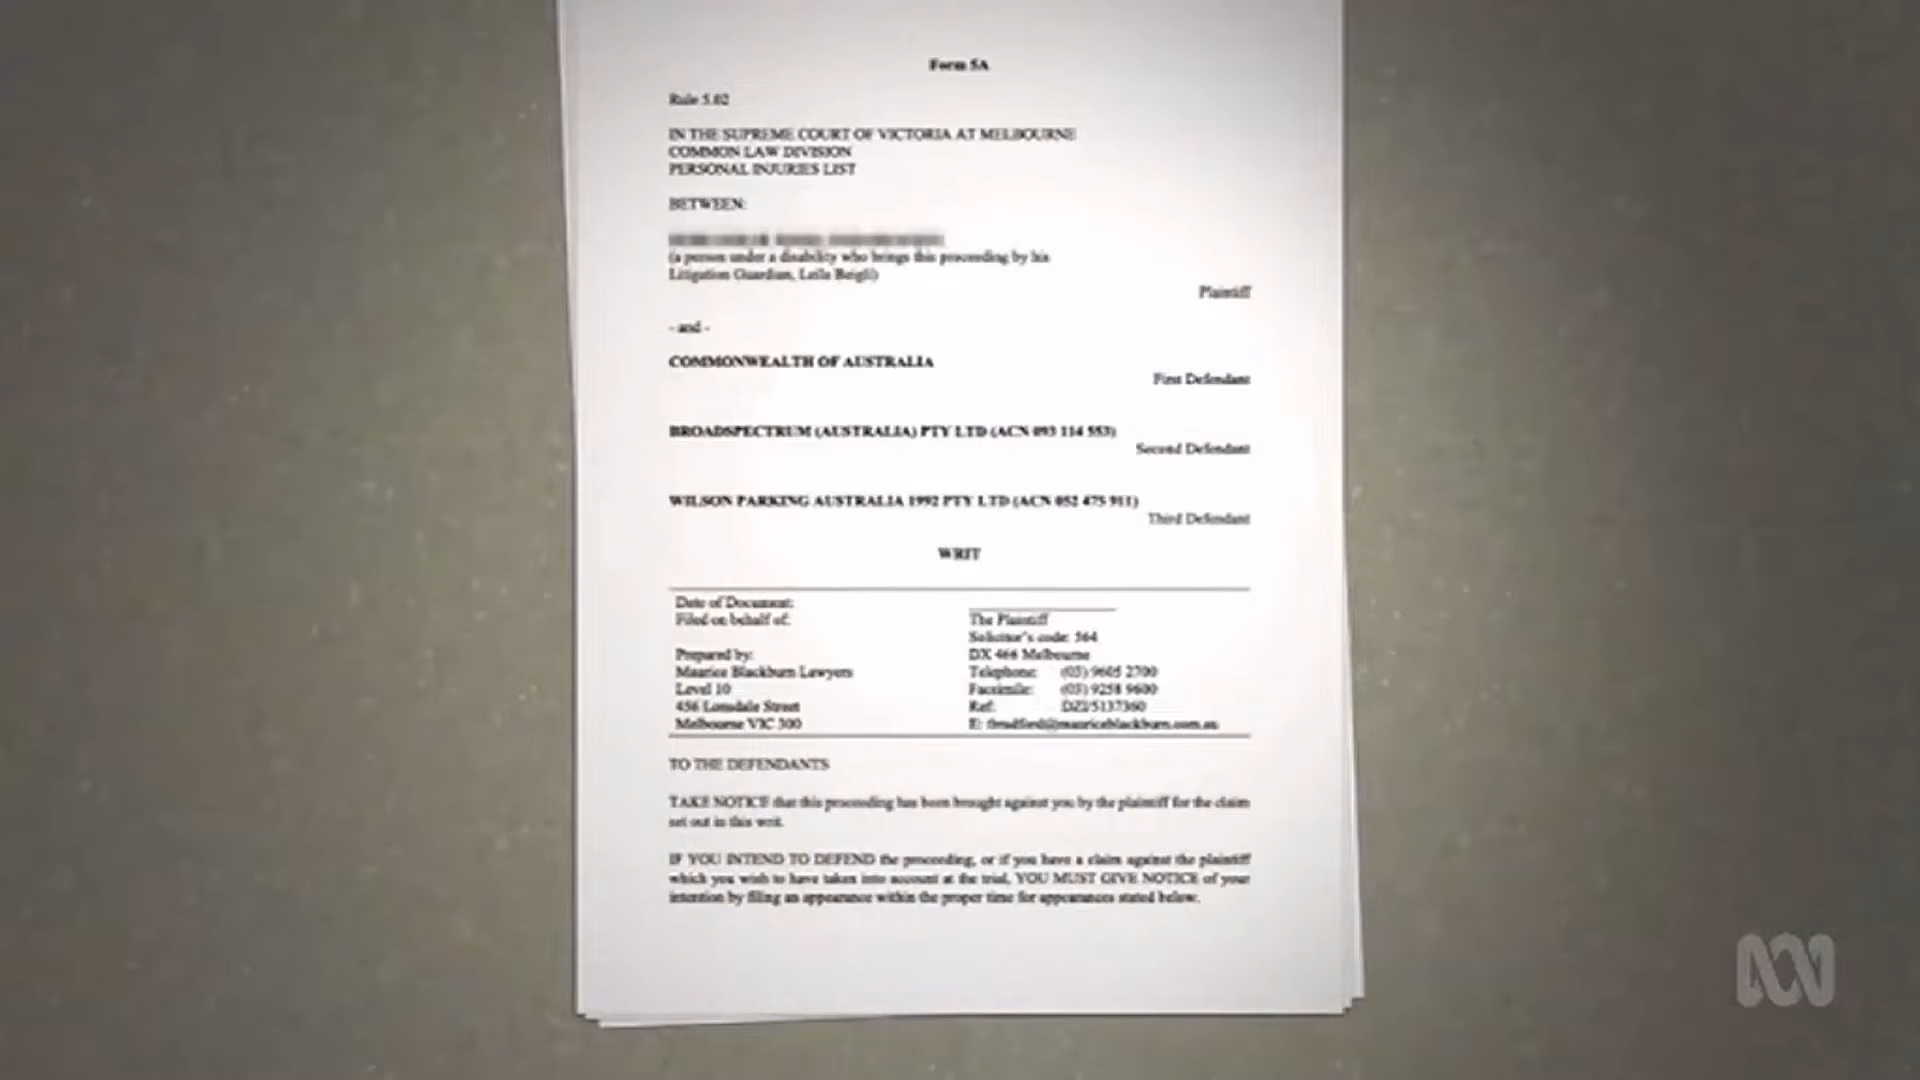 Form 5A
Rule 5.02
IN THE SUPREME COURT OF VICTORIA AT MELBOURNE
COMMON LAW DIVISION
PERSONAL INJURIES LIST
BETWEEN:
(a person under a disability who brings this proceeding by his
Litigation Guardian, Leila Beigli)
Plaintiff
- and -
COMMONWEALTH OF AUSTRALIA
First Defendant
BROADSPECTRUM (AUSTRALIA) PTY LTD (ACN 093 114 553)
Second Defendant
WILSON PARKING AUSTRALIA 1992 PTY LTD (ACN 052 475 911)
Third Defendant
WRIT
Date of Document:
Filed on behalf of: The Plaintiff
Solicitor's code: 564
Prepared by: DX 466 Melbourne
Maurice Blackburn Lawyers Telephone: (03) 9605 2700
Level 10 Facsimile: (03) 9258 9600
456 Lonsdale Street Ref: DZI/5137360
Melbourne VIC 300 E: tbradford@mauriceblackburn.com.au
TO THE DEFENDANTS
TAKE NOTICE that this proceeding has been brought against you by the plaintiff for the claim
set out in this writ.
IF YOU INTEND TO DEFEND the proceeding, or if you have a claim against the plaintiff
which you wish to have taken into account at the trial, YOU MUST GIVE NOTICE of your
intention by filing an appearance within the proper time for appearances stated below.